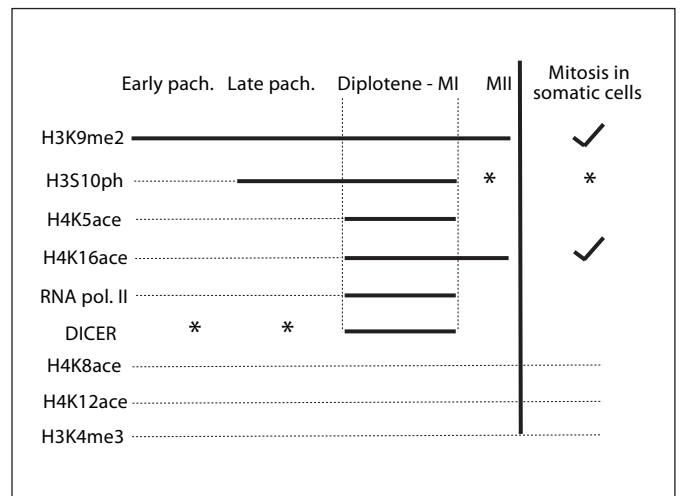 Early pach. Late pach. Diplotene - MI MII Mitosis in
somatic cells
H3K9me2
H3S10ph * *
H4K5ace
H4K16ace
RNA pol. II
DICER * *
H4K8ace
H4K12ace
H3K4me3